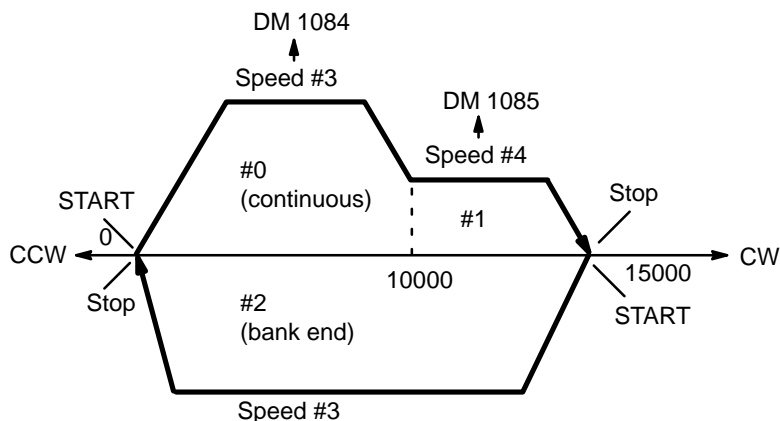 DM 1084
Speed #3
DM 1085
Speed #4
#0
(continuous)
#1
Stop
START
0
CCW
CW
10000
15000
Stop
START
#2
(bank end)
Speed #3